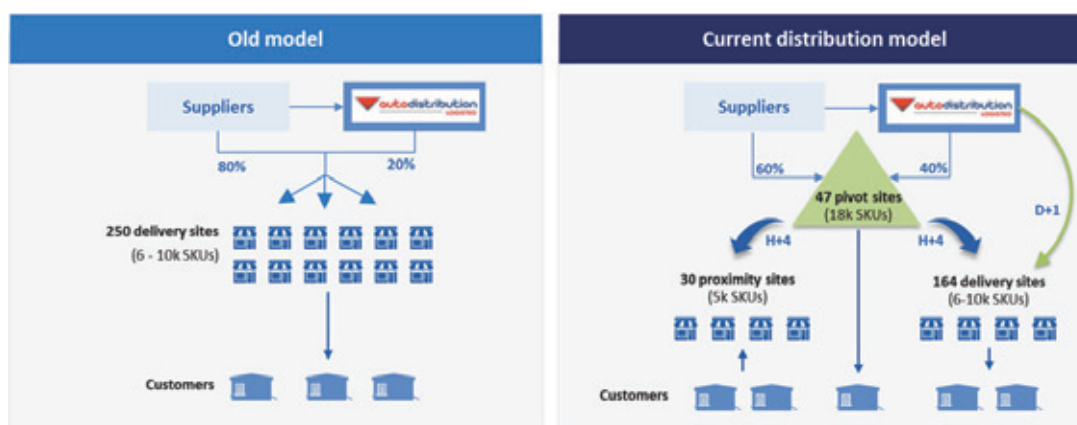 Old model
Suppliers
autodistribution
LOGISTIQ
80%
20%
250 delivery sites
(6 - 10k SKUs)
Customers
Current distribution model
Suppliers
autodistribution
LOGISTIQ
60%
40%
47 pivot sites
(18k SKUs)
D+1
H+4
H+4
30 proximity sites
(5k SKUs)
164 delivery sites
(6-10k SKUs)
Customers